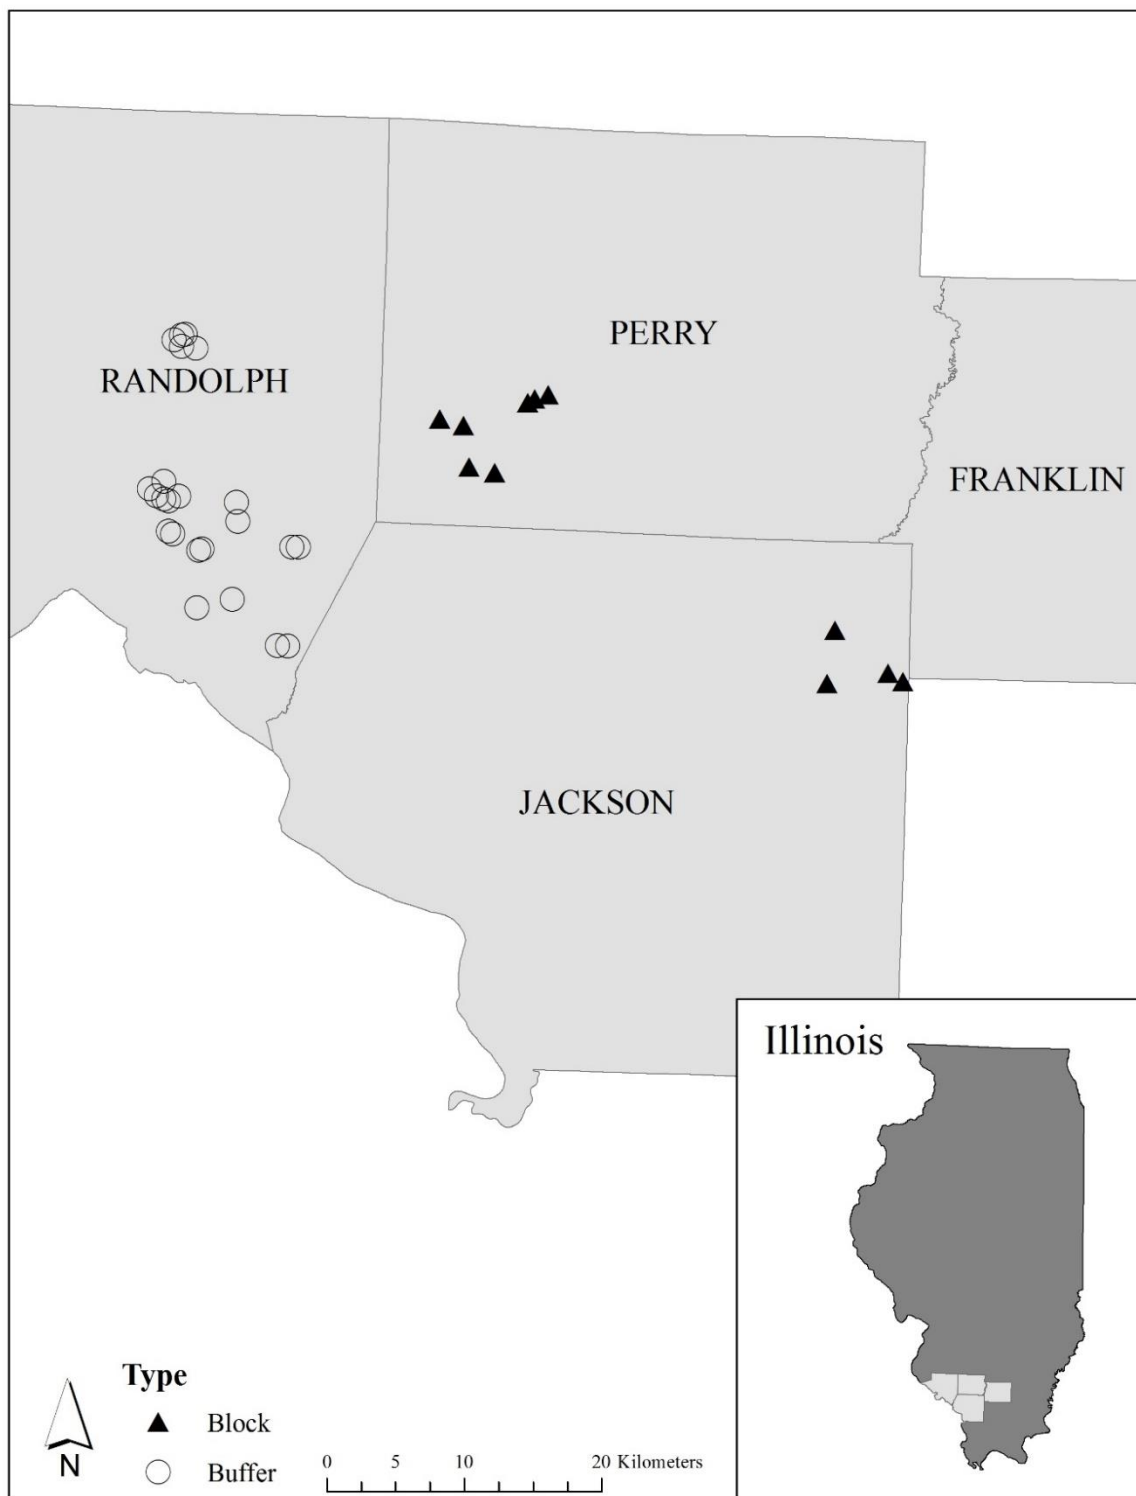 PERRY
RANDOLPH
FRANKLIN
JACKSON
Illinois
Type
Block
Buffer
N
0 5 10 20 Kilometers